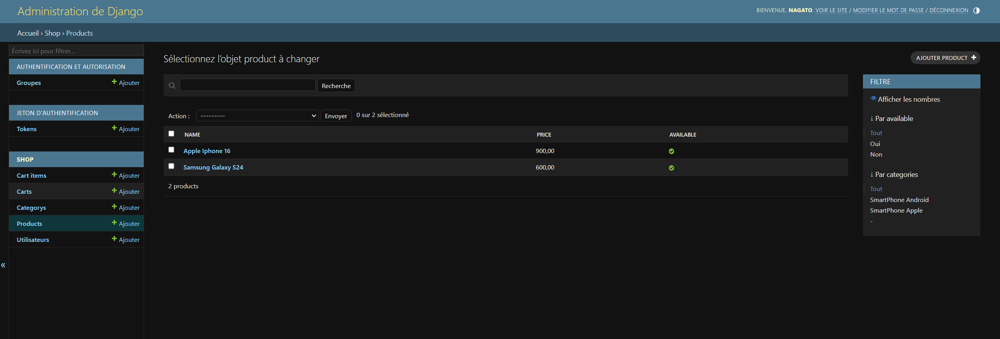 Administration de Django
BIENVENUE, NAGATO. VOIR LE SITE / MODIFIER LE MOT DE PASSE / DÉCONNEXION
Accueil › Shop › Products
Écrivez ici pour filtrer…
AUTHENTIFICATION ET AUTORISATION
Groupes Ajouter
JETON D'AUTHENTIFICATION
Tokens Ajouter
SHOP
Cart items Ajouter
Carts Ajouter
Categorys Ajouter
Products Ajouter
Utilisateurs Ajouter
«
Sélectionnez l’objet product à changer
AJOUTER PRODUCT
Recherche
Action : --------- Envoyer 0 sur 2 sélectionné
NAME PRICE AVAILABLE
Apple Iphone 16 900,00
Samsung Galaxy S24 600,00
2 products
FILTRE
Afficher les nombres
↓ Par available
Tout
Oui
Non
↓ Par categories
Tout
SmartPhone Android
SmartPhone Apple
-